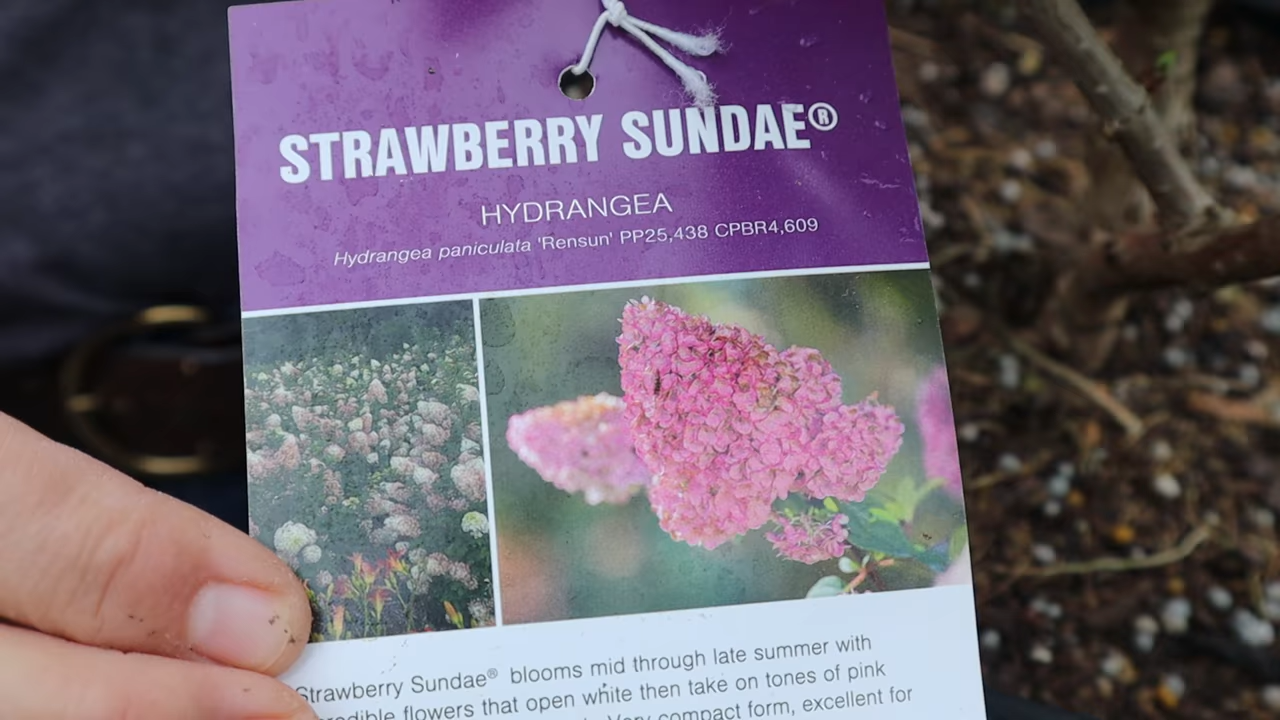 STRAWBERRY SUNDAE®
HYDRANGEA
Hydrangea paniculata 'Rensun' PP25,438 CPBR4,609
Strawberry Sundae® blooms mid through late summer with
flowers that open white then take on tones of pink
Very compact form, excellent for